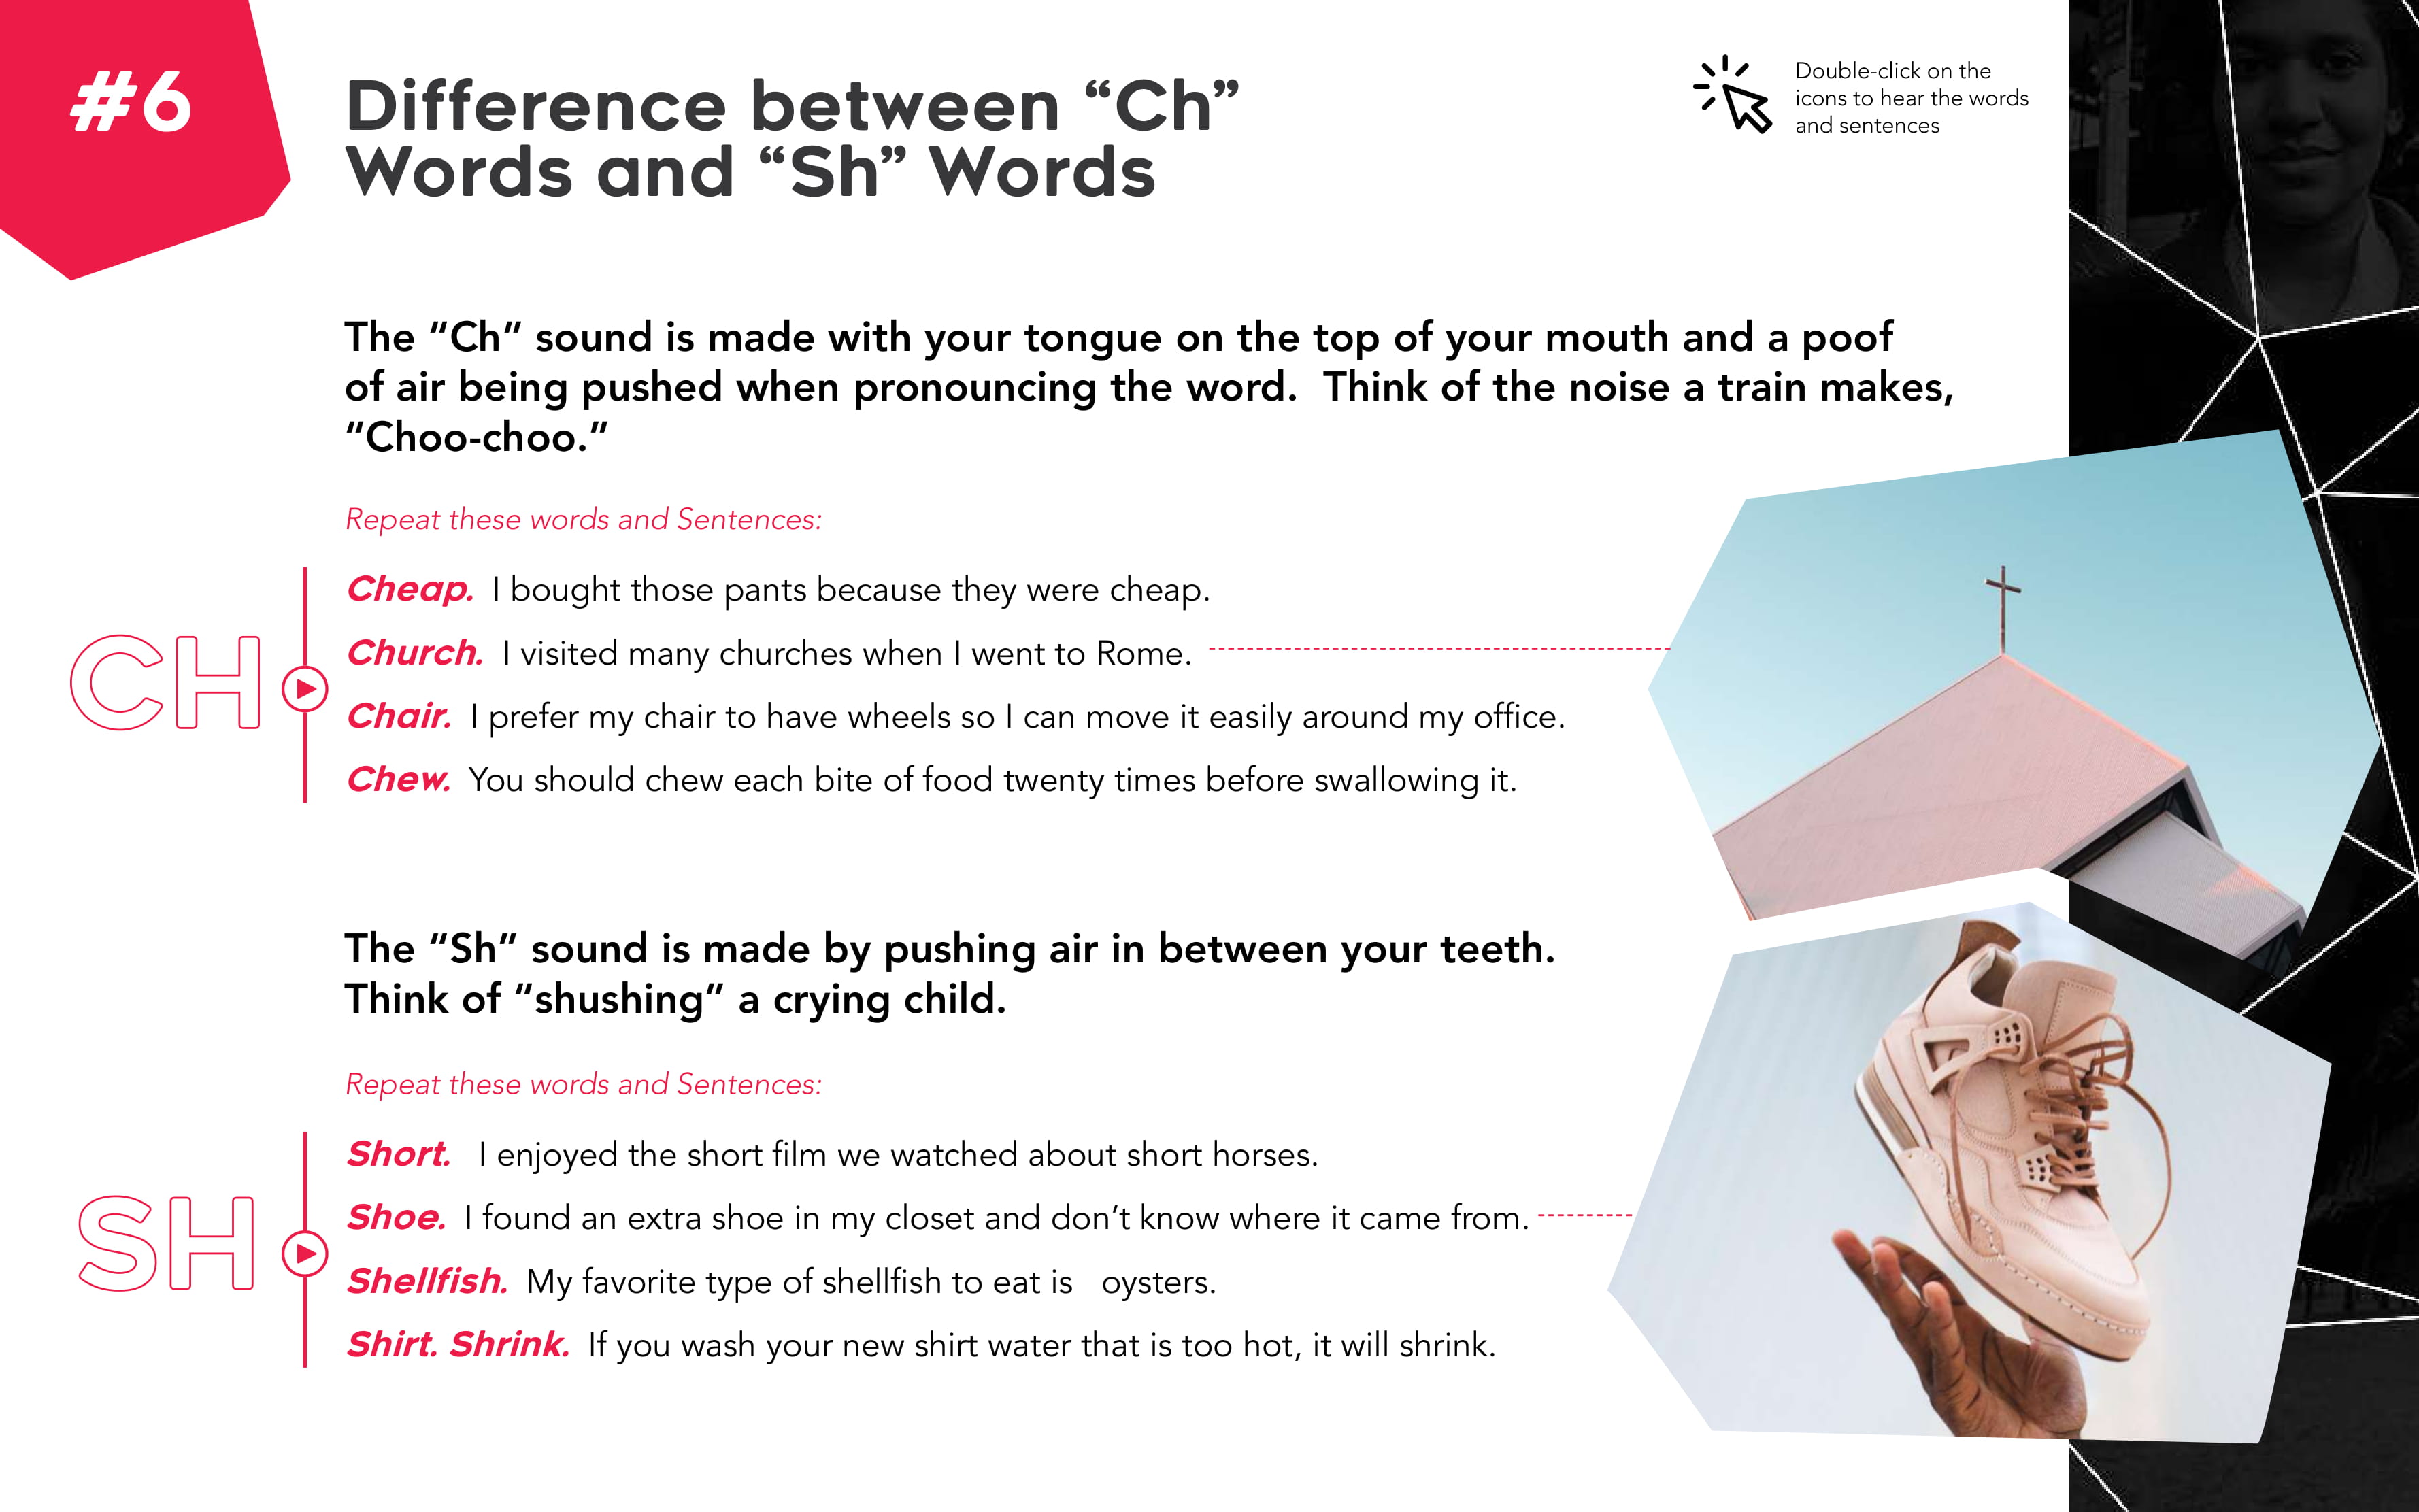 #6
Difference between “Ch”
Words and “Sh” Words
Double-click on the
icons to hear the words
and sentences
The “Ch” sound is made with your tongue on the top of your mouth and a poof
of air being pushed when pronouncing the word.  Think of the noise a train makes,
“Choo-choo.”
Repeat these words and Sentences:
CH
Cheap. I bought those pants because they were cheap.
Church. I visited many churches when I went to Rome.
Chair. I prefer my chair to have wheels so I can move it easily around my office.
Chew. You should chew each bite of food twenty times before swallowing it.
The “Sh” sound is made by pushing air in between your teeth.
Think of “shushing” a crying child.
Repeat these words and Sentences:
SH
Short. I enjoyed the short film we watched about short horses.
Shoe. I found an extra shoe in my closet and don’t know where it came from.
Shellfish. My favorite type of shellfish to eat is oysters.
Shirt. Shrink. If you wash your new shirt water that is too hot, it will shrink.